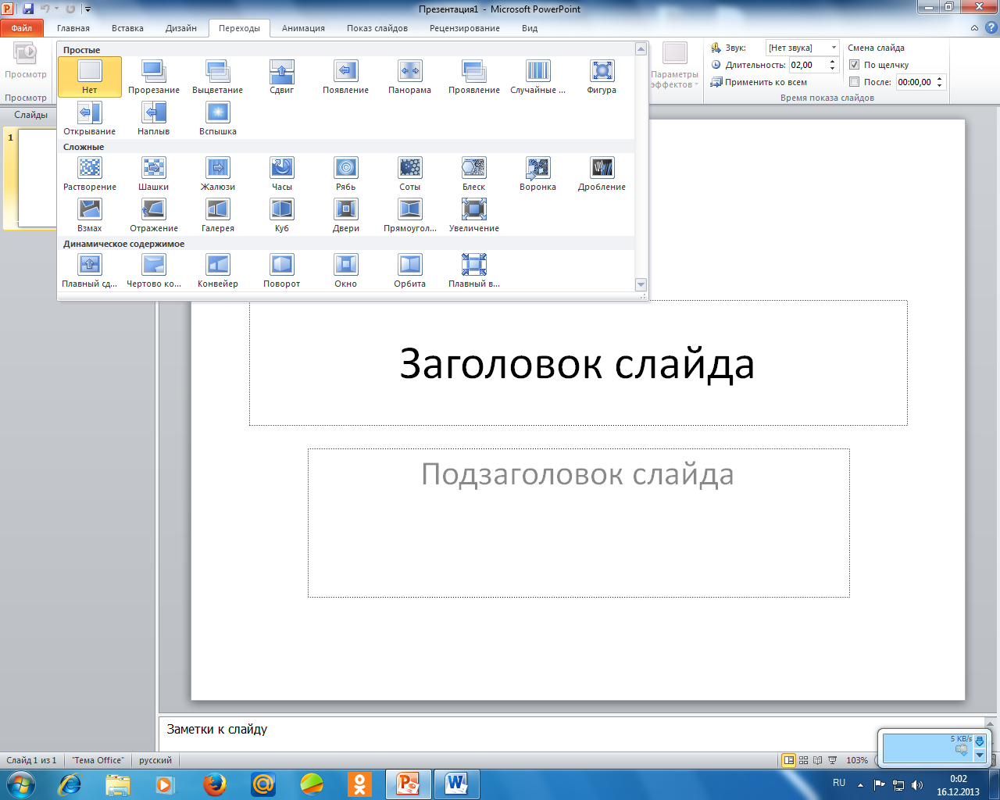 Презентация1 - Microsoft PowerPoint
Файл Главная Вставка Дизайн Переходы Анимация Показ слайдов Рецензирование Вид
Просмотр
Просмотр
Простые
Нет Прорезание Выцветание Сдвиг Появление Панорама Проявление Случайные ... Фигура
Открывание Наплыв Вспышка
Сложные
Растворение Шашки Жалюзи Часы Рябь Соты Блеск Воронка Дробление
Взмах Отражение Галерея Куб Двери Прямоугол... Увеличение
Динамическое содержимое
Плавный сд... Чертово ко... Конвейер Поворот Окно Орбита Плавный в...
Параметры
эффектов
Звук: [Нет звука]
Длительность: 02,00
Применить ко всем
Смена слайда
По щелчку
После: 00:00,00
Время показа слайдов
Слайды
1
Заголовок слайда
Подзаголовок слайда
Заметки к слайду
5 KB/s
Слайд 1 из 1 "Тема Office" русский 103%
RU 0:02
16.12.2013